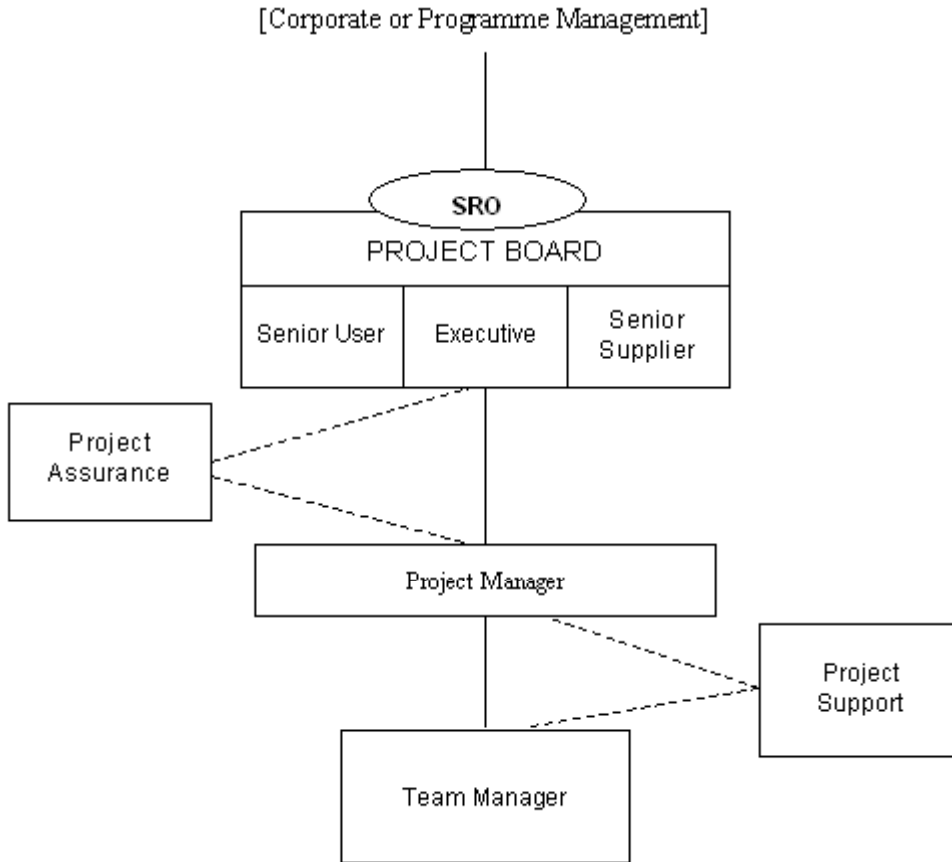 [Corporate or Programme Management]
SRO
PROJECT BOARD
Senior User
Executive
Senior
Supplier
Project
Assurance
Project Manager
Project
Support
Team Manager